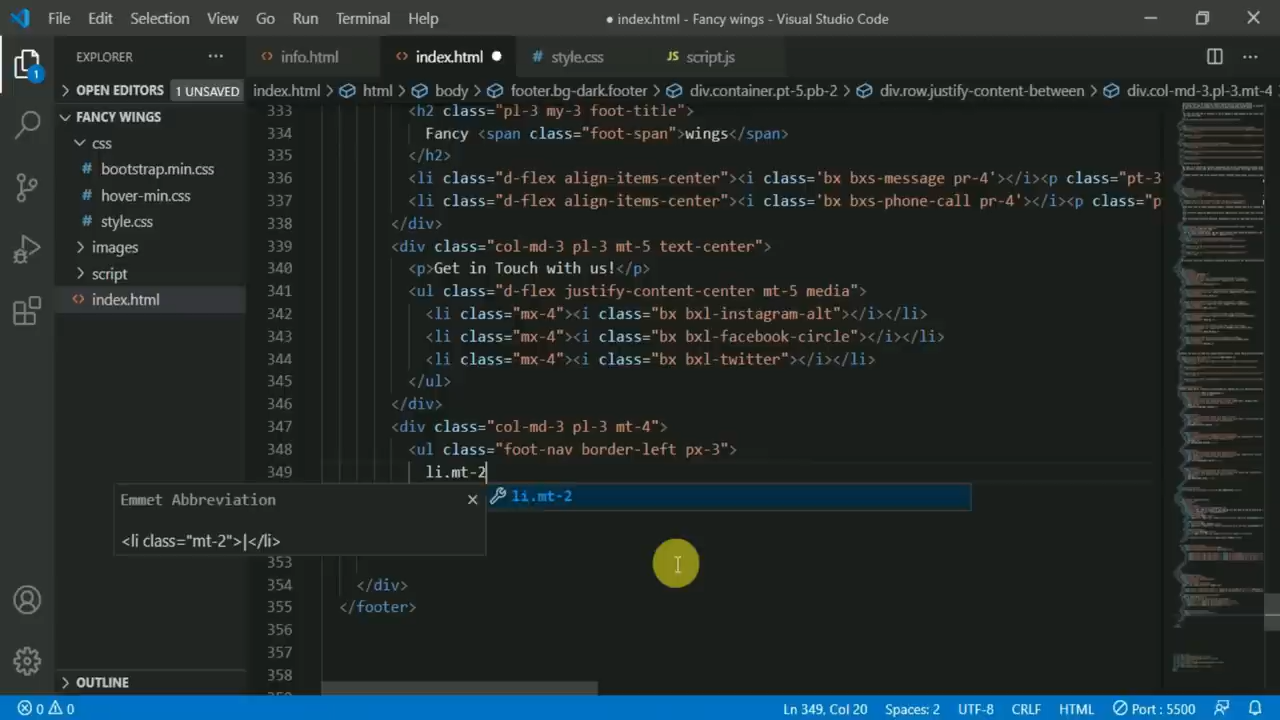 File Edit Selection View Go Run Terminal Help
● index.html - Fancy wings - Visual Studio Code
EXPLORER
info.html
index.html
style.css
JS script.js
OPEN EDITORS 1 UNSAVED
index.html > html > body > footer.bg-dark.footer > div.container.pt-5.pb-2 > div.row.justify-content-between > div.col-md-3.pl-3.mt-4
1
FANCY WINGS
css
# bootstrap.min.css
# hover-min.css
# style.css
images
script
index.html
OUTLINE
333 <h2 class="pl-3 my-3 foot-title">
334 Fancy <span class="foot-span">wings</span>
335 </h2>
336 <li class="d-flex align-items-center"><i class='bx bxs-message pr-4'></i><p class="pt-3
337 <li class="d-flex align-items-center"><i class='bx bxs-phone-call pr-4'></i><p class="p
338 </div>
339 <div class="col-md-3 pl-3 mt-5 text-center">
340 <p>Get in Touch with us!</p>
341 <ul class="d-flex justify-content-center mt-5 media">
342 <li class="mx-4"><i class="bx bxl-instagram-alt"></i></li>
343 <li class="mx-4"><i class="bx bxl-facebook-circle"></i></li>
344 <li class="mx-4"><i class="bx bxl-twitter"></i></li>
345 </ul>
346 </div>
347 <div class="col-md-3 pl-3 mt-4">
348 <ul class="foot-nav border-left px-3">
349 li.mt-2
li.mt-2
Emmet Abbreviation
<li class="mt-2">|</li>
353
354 </div>
355 </footer>
356
357
358
0 0
Ln 349, Col 20 Spaces: 2 UTF-8 CRLF HTML Port : 5500